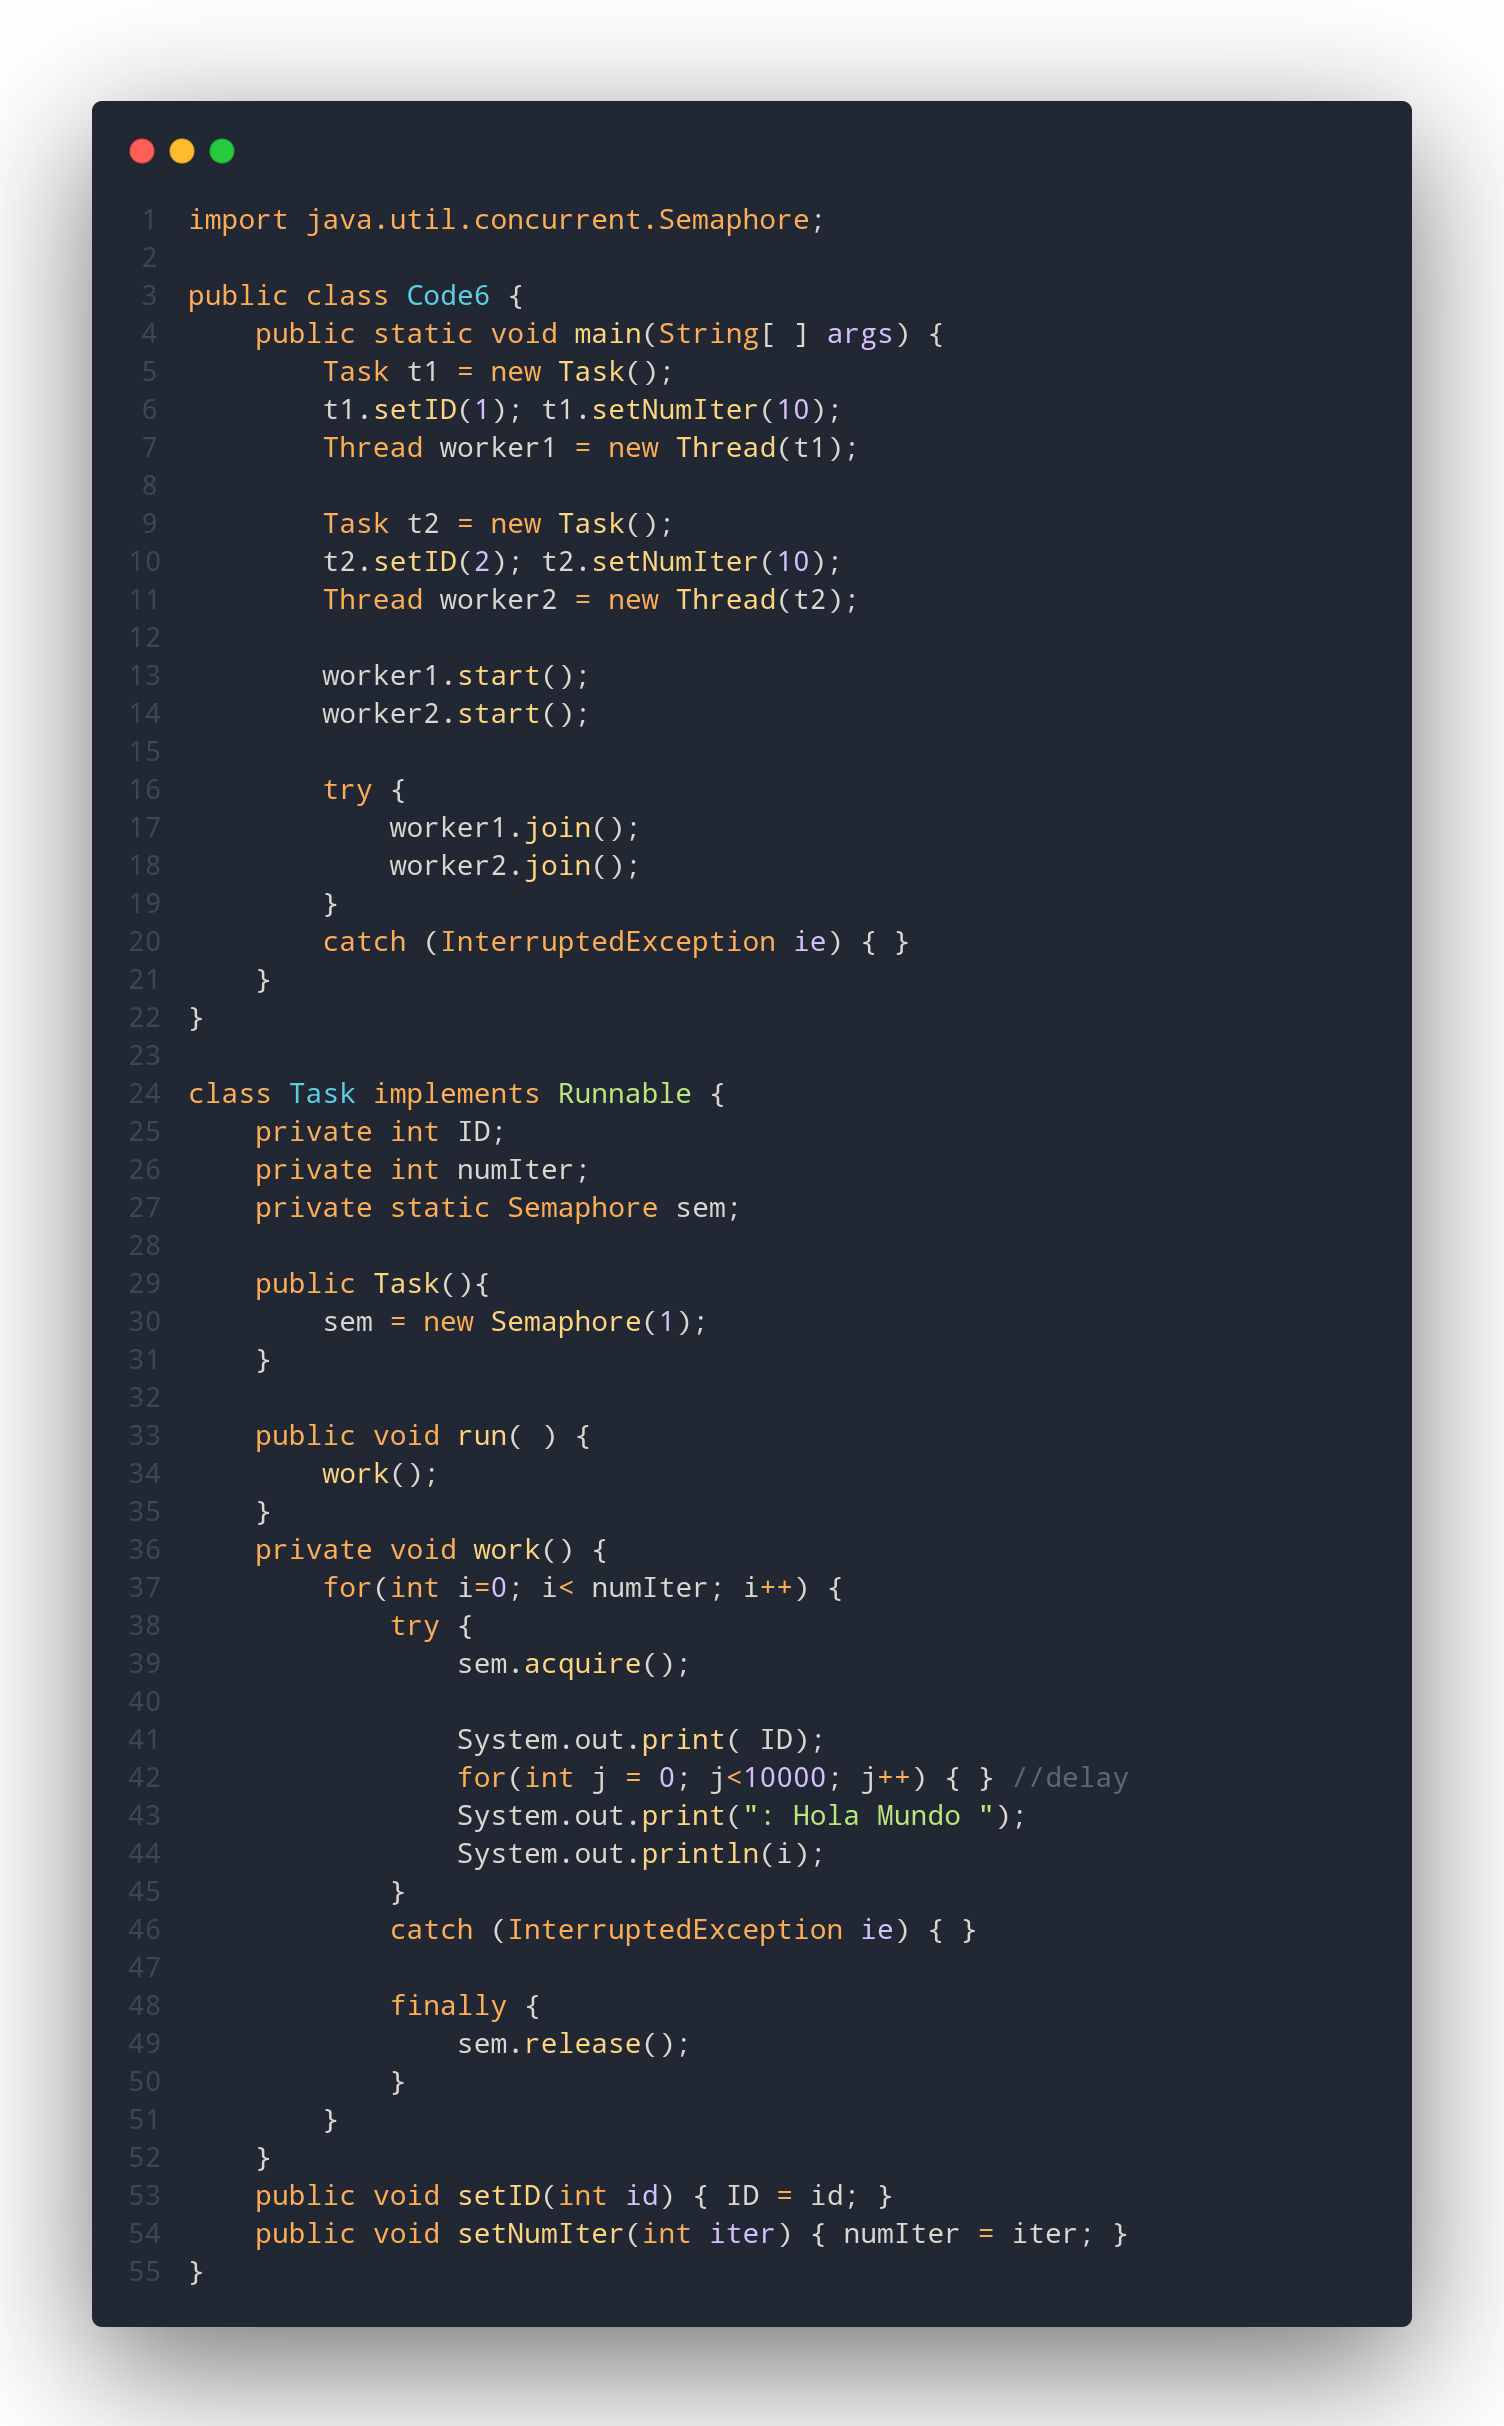 1 import java.util.concurrent.Semaphore;
2
3 public class Code6 {
4     public static void main(String[ ] args) {
5         Task t1 = new Task();
6         t1.setID(1); t1.setNumIter(10);
7         Thread worker1 = new Thread(t1);
8
9         Task t2 = new Task();
10         t2.setID(2); t2.setNumIter(10);
11         Thread worker2 = new Thread(t2);
12
13         worker1.start();
14         worker2.start();
15
16         try {
17             worker1.join();
18             worker2.join();
19         }
20         catch (InterruptedException ie) { }
21     }
22 }
23
24 class Task implements Runnable {
25     private int ID;
26     private int numIter;
27     private static Semaphore sem;
28
29     public Task(){
30         sem = new Semaphore(1);
31     }
32
33     public void run( ) {
34         work();
35     }
36     private void work() {
37         for(int i=0; i< numIter; i++) {
38             try {
39                 sem.acquire();
40
41                 System.out.print( ID);
42                 for(int j = 0; j<10000; j++) { } //delay
43                 System.out.print(": Hola Mundo ");
44                 System.out.println(i);
45             }
46             catch (InterruptedException ie) { }
47
48             finally {
49                 sem.release();
50             }
51         }
52     }
53     public void setID(int id) { ID = id; }
54     public void setNumIter(int iter) { numIter = iter; }
55 }